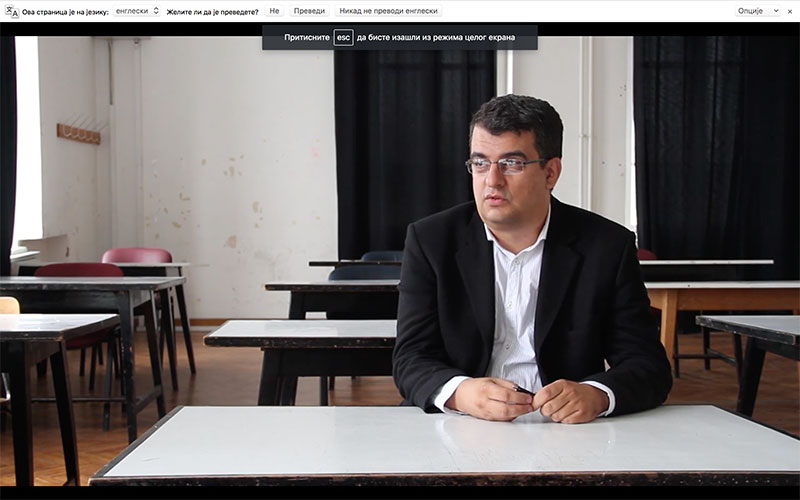 Ова страница је на језику: енглески Желите ли да је преведете? Не Преведи Никад не преводи енглески Опције ×
Притисните esc да бисте изашли из режима целог екрана